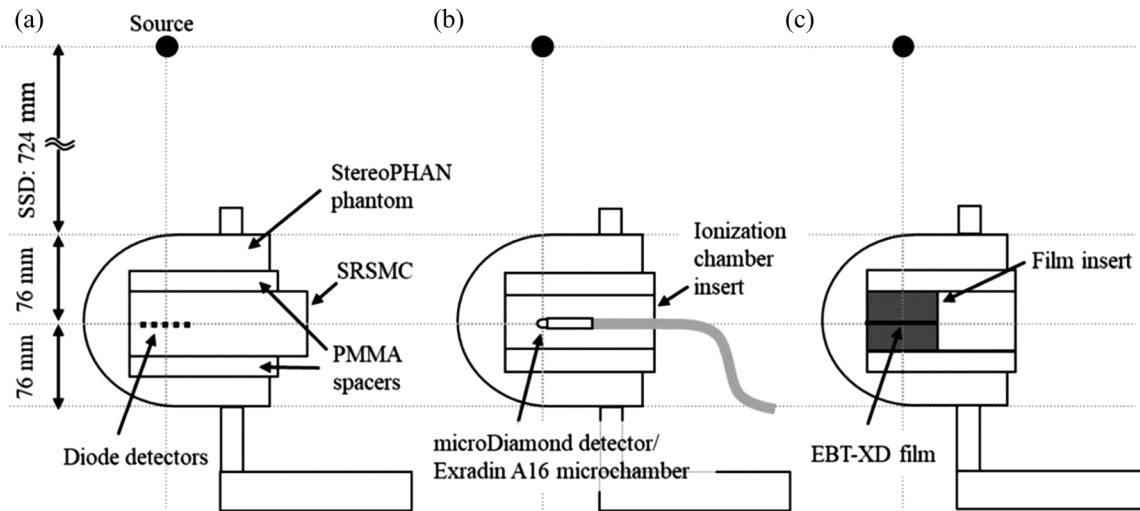 (a)
Source
SSD: 724 mm
76 mm
76 mm
StereoPHAN
phantom
SRSMC
PMMA
spacers
Diode detectors
(b)
Ionization
chamber
insert
microDiamond detector/
Exradin A16 microchamber
(c)
Film insert
EBT-XD film